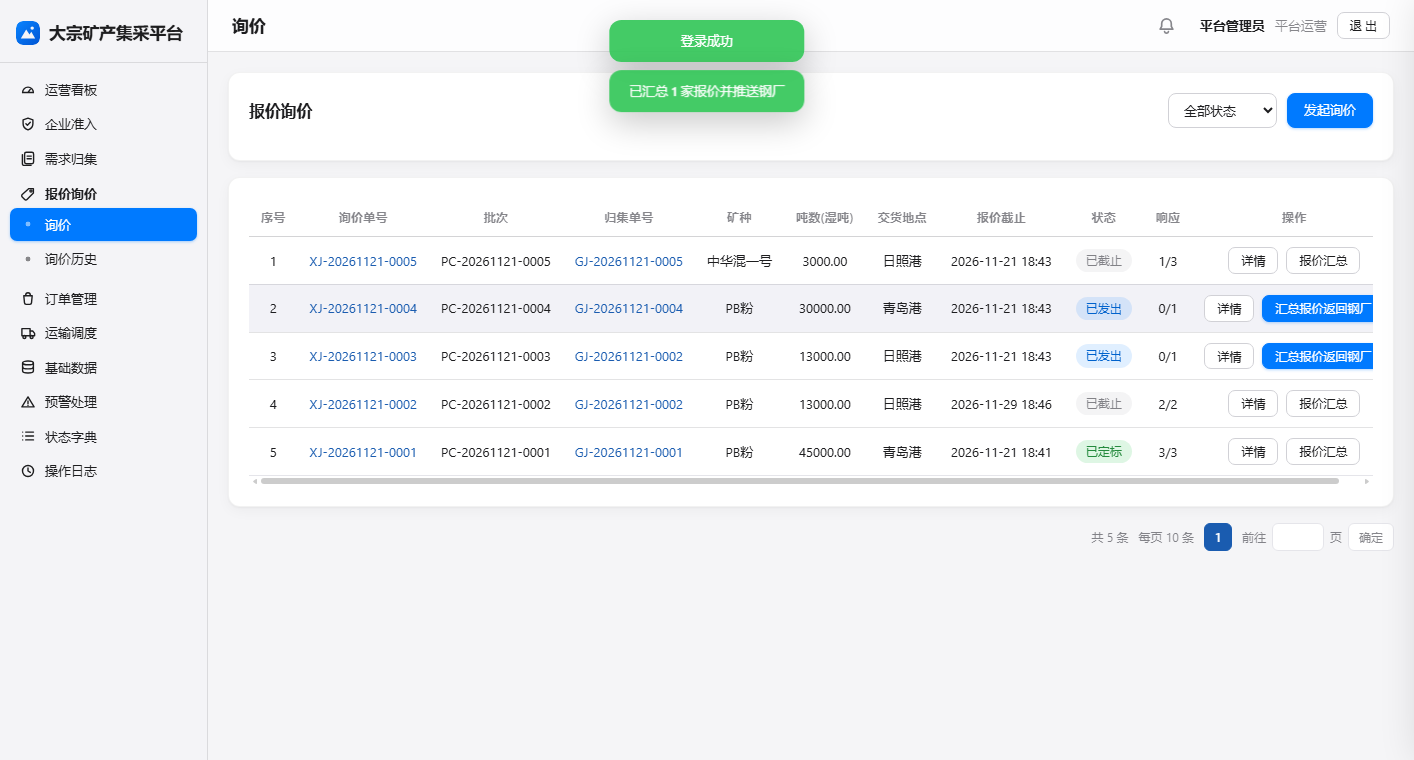 大宗矿产集采平台
运营看板
企业准入
需求归集
报价询价
询价
询价历史
订单管理
运输调度
基础数据
预警处理
状态字典
操作日志
询价
平台管理员 平台运营 退 出
登录成功
已汇总 1 家报价并推送钢厂
报价询价
全部状态 发起询价
序号 询价单号 批次 归集单号 矿种 吨数(湿吨) 交货地点 报价截止 状态 响应 操作
1 XJ-20261121-0005 PC-20261121-0005 GJ-20261121-0005 中华混一号 3000.00 日照港 2026-11-21 18:43 已截止 1/3 详情 报价汇总
2 XJ-20261121-0004 PC-20261121-0004 GJ-20261121-0004 PB粉 30000.00 青岛港 2026-11-21 18:43 已发出 0/1 详情 汇总报价返回钢厂
3 XJ-20261121-0003 PC-20261121-0003 GJ-20261121-0002 PB粉 13000.00 日照港 2026-11-21 18:43 已发出 0/1 详情 汇总报价返回钢厂
4 XJ-20261121-0002 PC-20261121-0002 GJ-20261121-0002 PB粉 13000.00 日照港 2026-11-29 18:46 已截止 2/2 详情 报价汇总
5 XJ-20261121-0001 PC-20261121-0001 GJ-20261121-0001 PB粉 45000.00 青岛港 2026-11-21 18:41 已定标 3/3 详情 报价汇总
共 5 条 每页 10 条 1 前往 页 确定